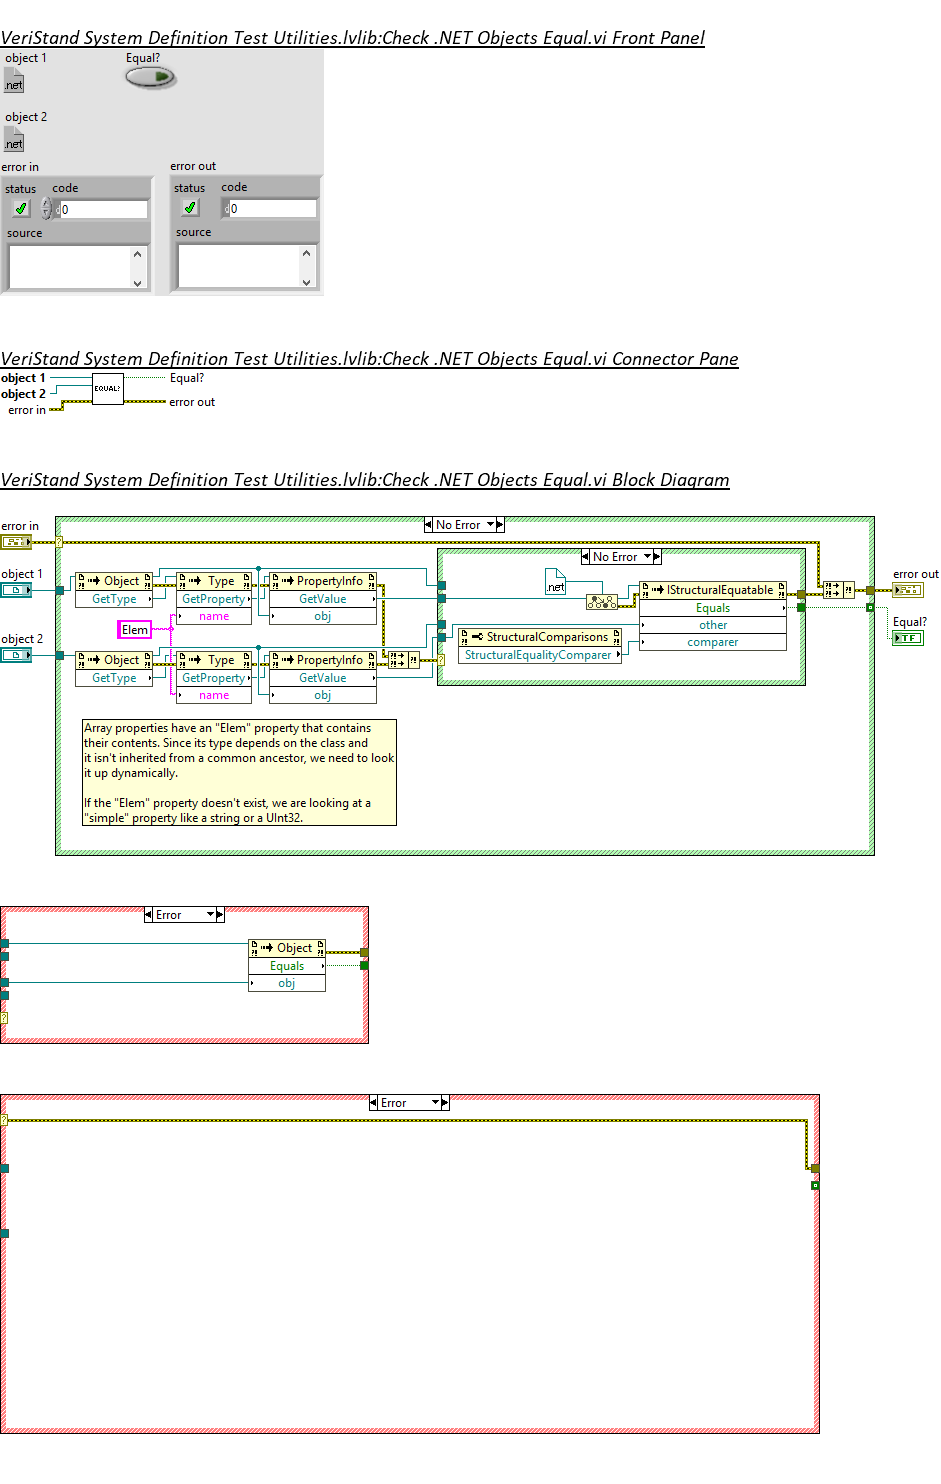 VeriStand System Definition Test Utilities.lvlib:Check .NET Objects Equal.vi Front Panel
object 1
Equal?
.net
object 2
.net
error in
error out
status code
status code
0
0
source
source
VeriStand System Definition Test Utilities.lvlib:Check .NET Objects Equal.vi Connector Pane
object 1
Equal?
object 2
EQUAL?
error in
error out
VeriStand System Definition Test Utilities.lvlib:Check .NET Objects Equal.vi Block Diagram
error in
No Error
No Error
object 1
error out
Object
Type
PropertyInfo
.net
IStructuralEquatable
GetType
GetProperty
GetValue
Equals
name
obj
other
Equal?
Elem
StructuralComparisons
comparer
TF
object 2
StructuralEqualityComparer
Object
Type
PropertyInfo
GetType
GetProperty
GetValue
name
obj
Array properties have an "Elem" property that contains
their contents. Since its type depends on the class and
it isn't inherited from a common ancestor, we need to look
it up dynamically.
If the "Elem" property doesn't exist, we are looking at a
"simple" property like a string or a UInt32.
Error
Object
Equals
obj
?
Error
?